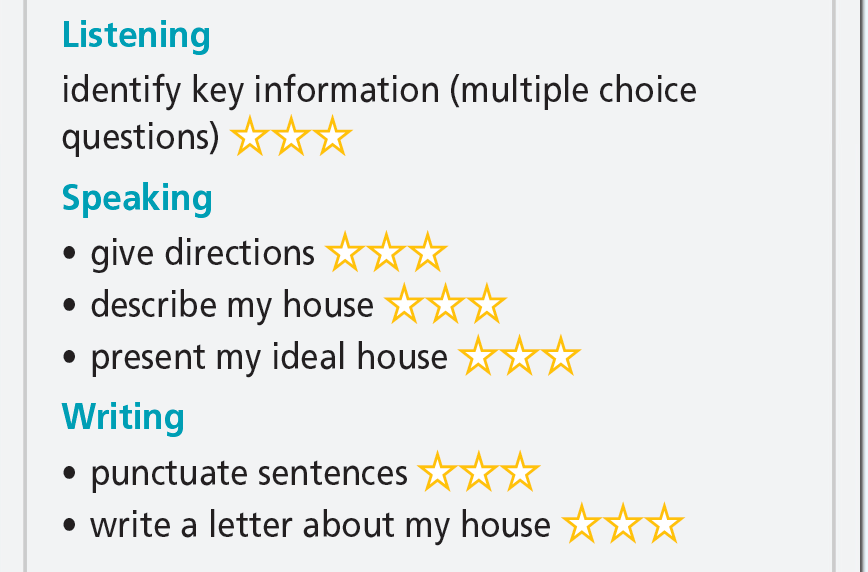 Listening
identify key information (multiple choice
questions) ☆☆☆
Speaking
• give directions ☆☆☆
• describe my house ☆☆☆
• present my ideal house ☆☆☆
Writing
• punctuate sentences ☆☆☆
• write a letter about my house ☆☆☆